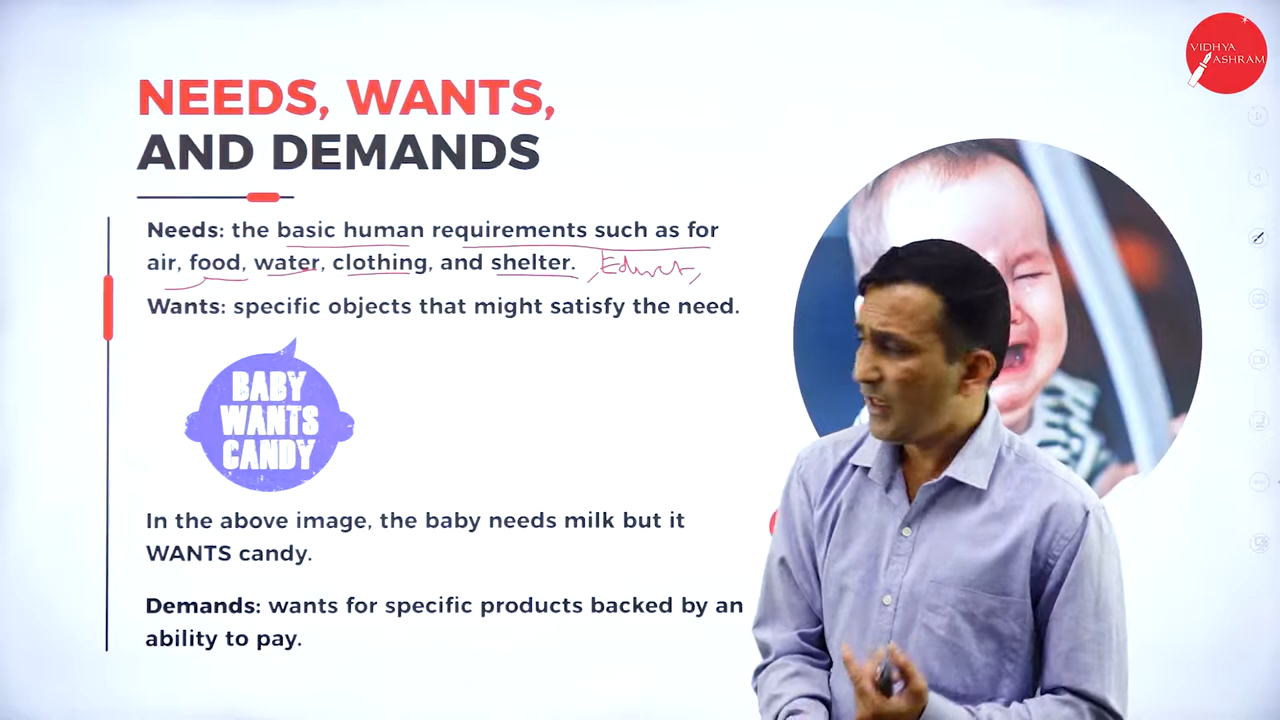 VIDHYA
ASHRAM
NEEDS, WANTS,
AND DEMANDS
Needs: the basic human requirements such as for
air, food, water, clothing, and shelter.
Wants: specific objects that might satisfy the need.
BABY
WANTS
CANDY
In the above image, the baby needs milk but it
WANTS candy.
Demands: wants for specific products backed by an
ability to pay.